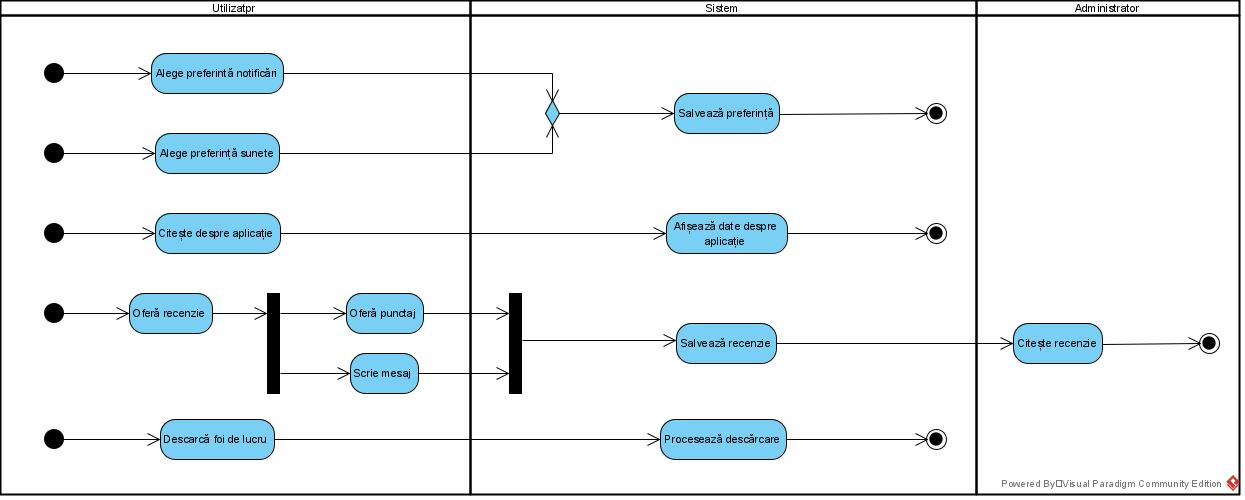 Utilizatpr
Sistem
Administrator
Alege preferintă notificări
Salvează preferință
Alege preferință sunete
Citește despre aplicație
Afișează date despre
aplicație
Oferă recenzie
Oferă punctaj
Salvează recenzie
Citește recenzie
Scrie mesaj
Descarcă foi de lucru
Procesează descărcare
Powered By□Visual Paradigm Community Edition